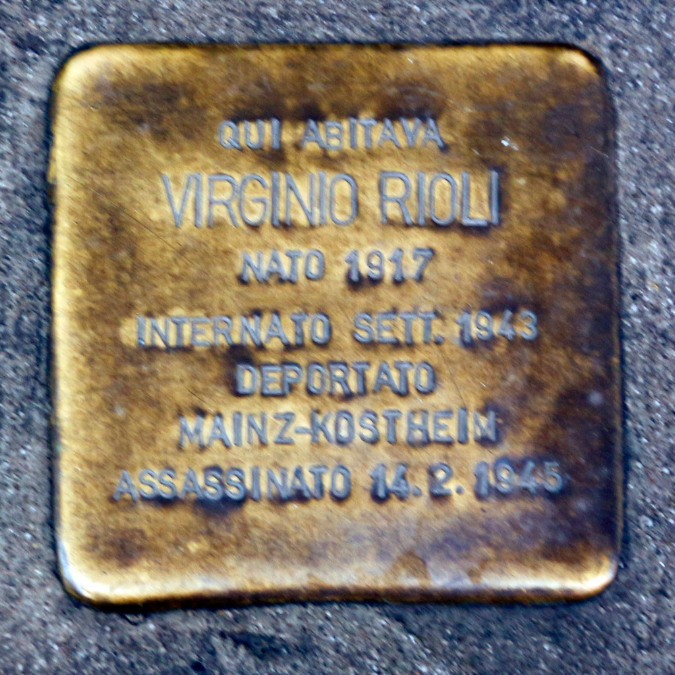 QUI ABITAVA
VIRGINIO RIOLI
NATO 1917
INTERNATO SETT. 1943
DEPORTATO
MAINZ-KOSTHEIM
ASSASSINATO 14.2.1945